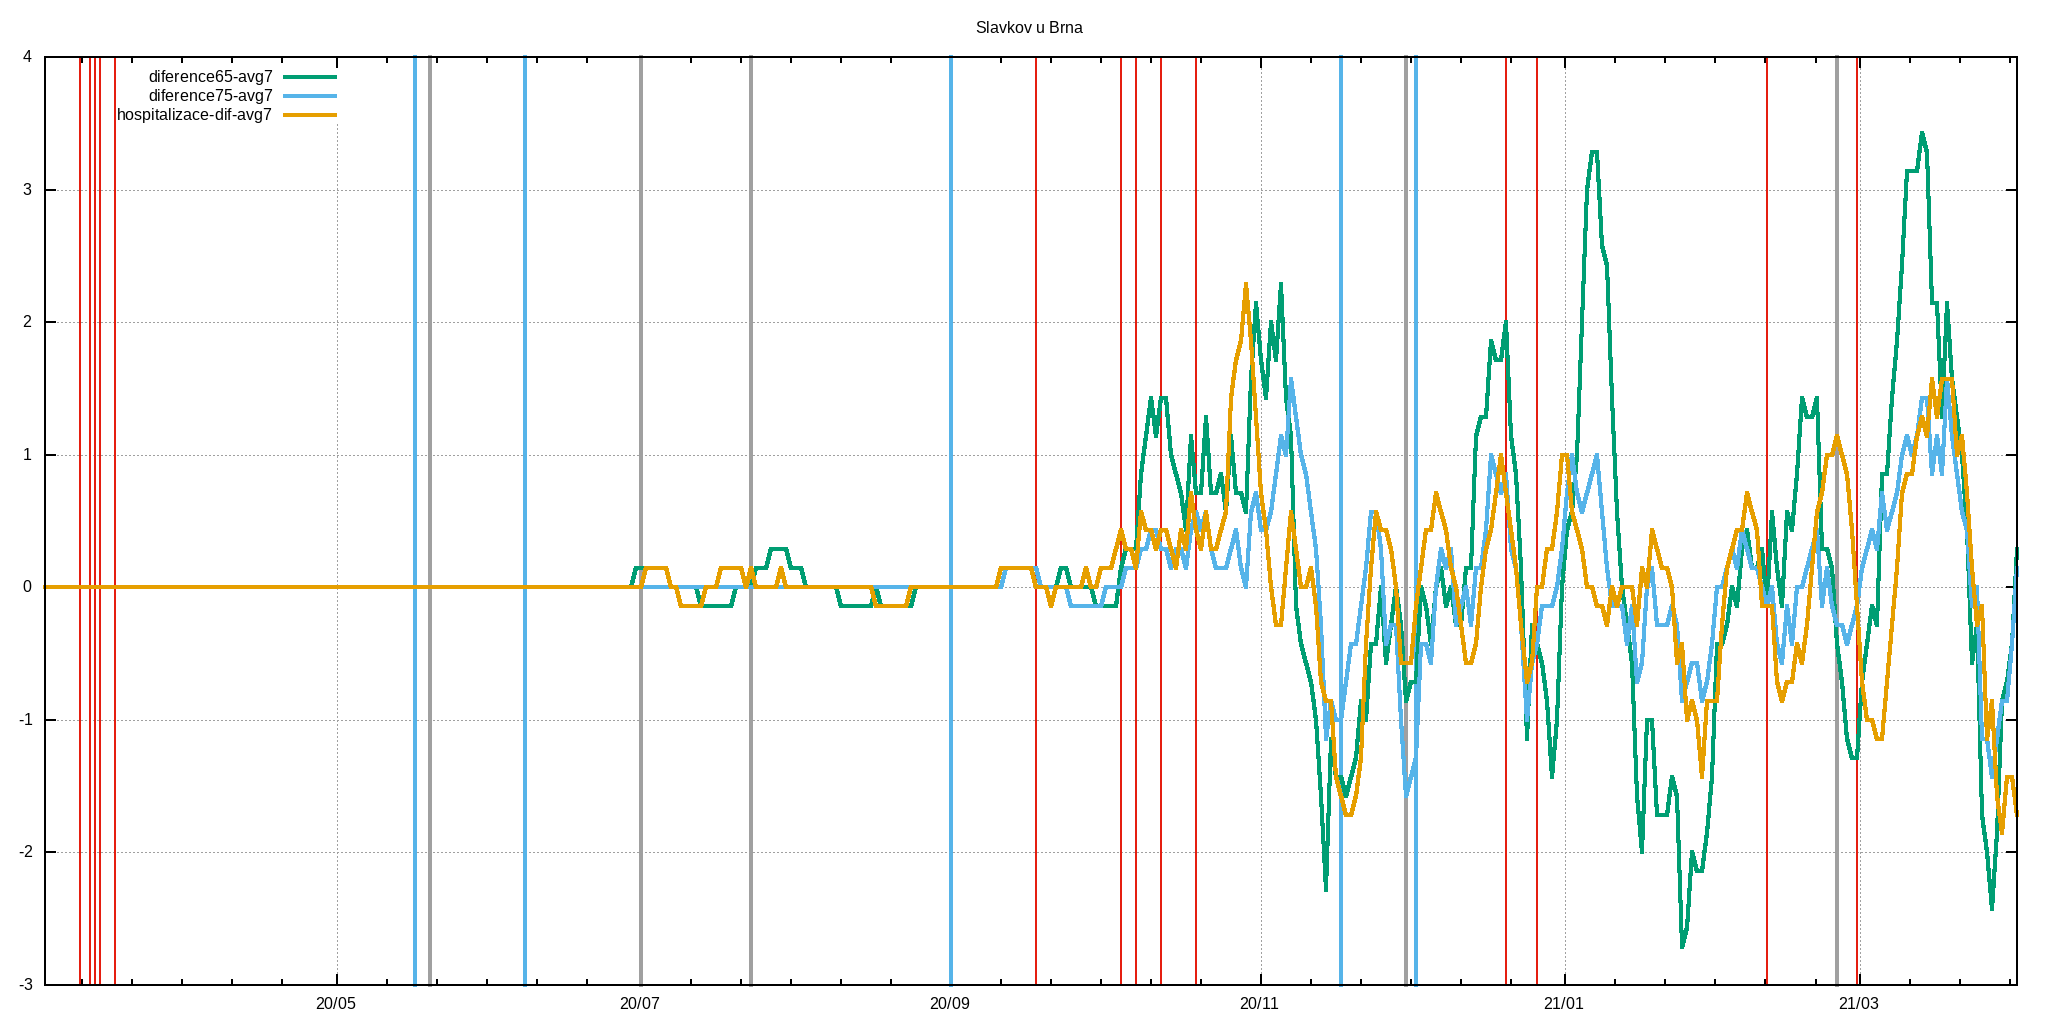 Slavkov u Brna
4
3
2
1
0
-1
-2
-3
diference65-avg7
diference75-avg7
hospitalizace-dif-avg7
20/05 20/07 20/09 20/11 21/01 21/03